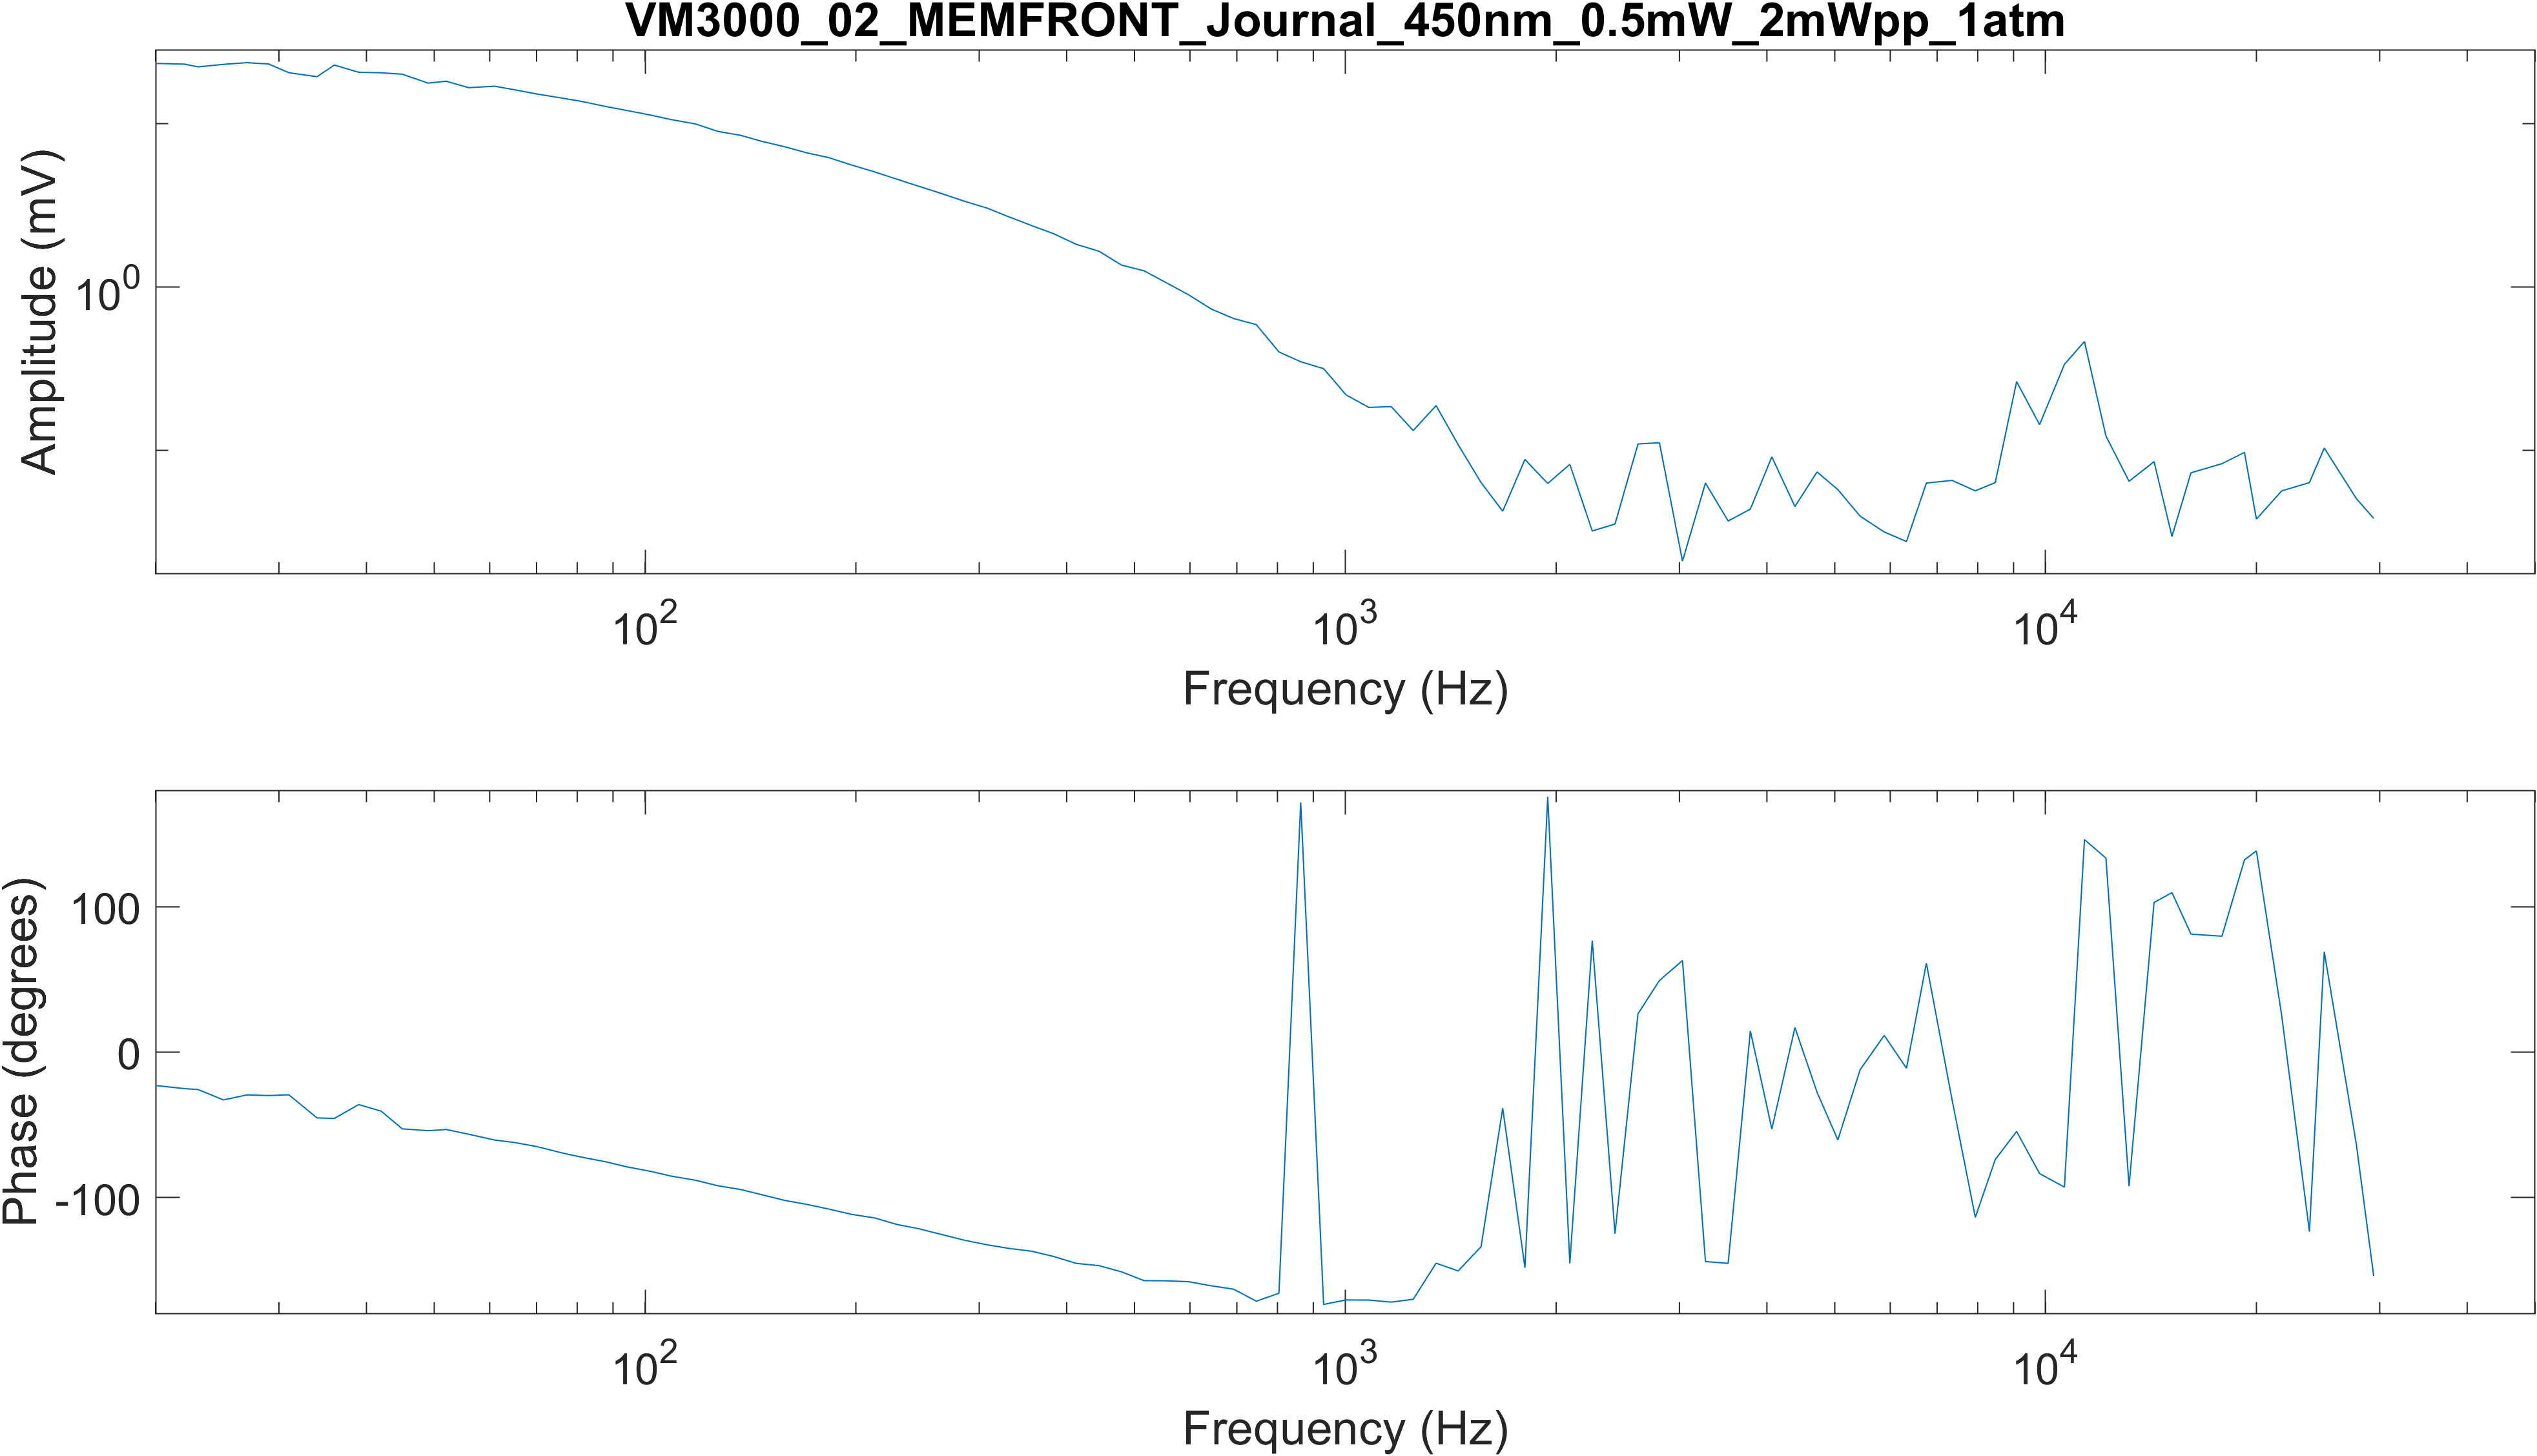 VM3000_02_MEMFRONT_Journal_450nm_0.5mW_2mWpp_1atm
Amplitude (mV)
10^0
10^2 10^3 10^4
Frequency (Hz)
Phase (degrees)
100
0
-100
10^2 10^3 10^4
Frequency (Hz)